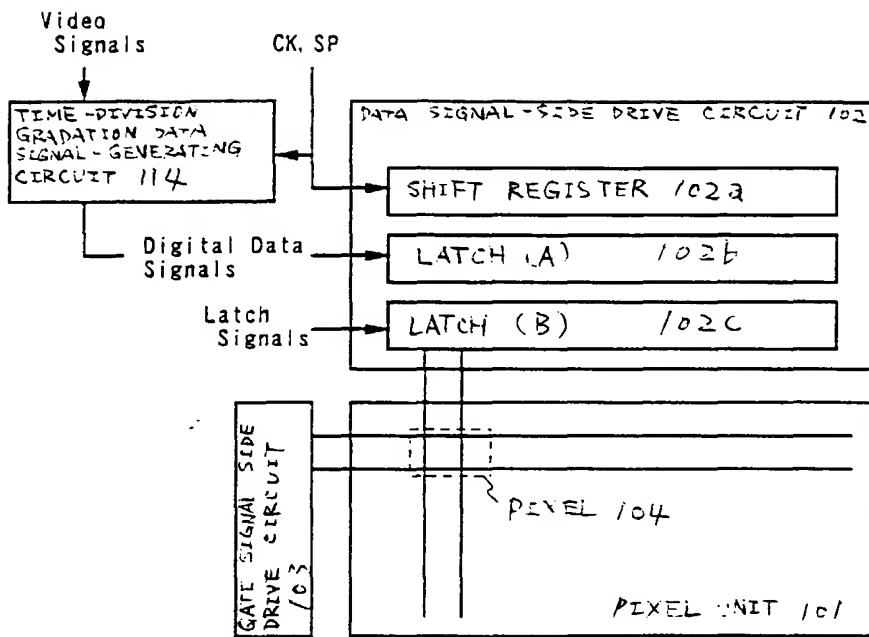 Video
Signals
CK, SP
TIME-DIVISION
GRADATION DATA
SIGNAL-GEVERATING
CIRCUIT 114
DATA SIGNAL-SIDE DRIVE CIRCUIT 102
SHIFT REGISTER 102a
Digital Data
Signals
LATCH (A) 102b
Latch
Signals
LATCH (B) 102C
GATE SIGNAL SIDE
DRIVE CIRCUIT
103
PIXEL 104
PIXEL UNIT 101